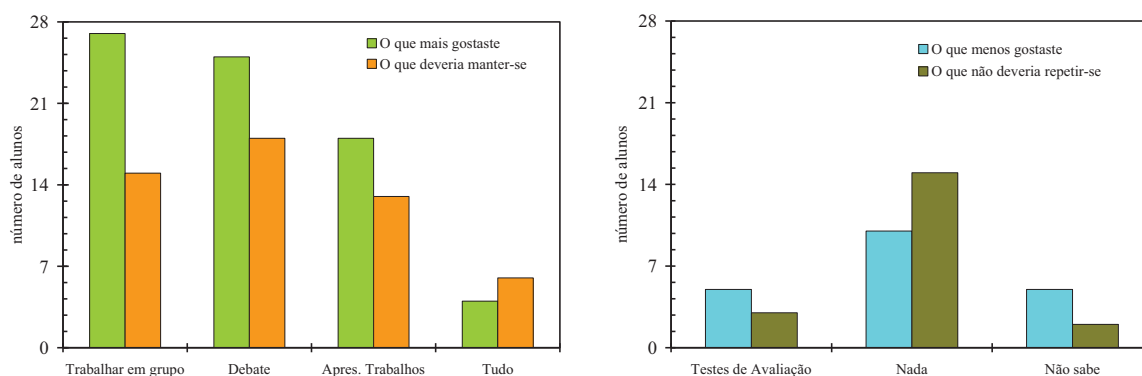 28
21
14
7
0
número de alunos
O que mais gostaste
O que deveria manter-se
Trabalhar em grupo
Debate
Apres. Trabalhos
Tudo
28
21
14
7
0
número de alunos
O que menos gostaste
O que não deveria repetir-se
Testes de Avaliação
Nada
Não sabe